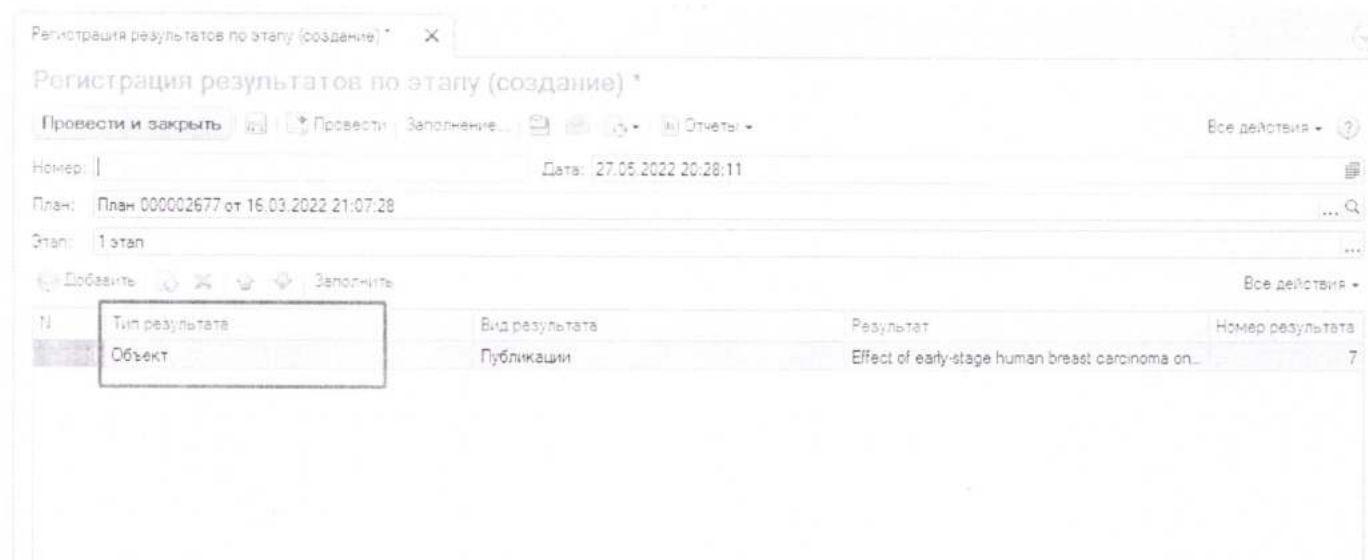 Регистрация результатов по этапу (создание) *
Регистрация результатов по этапу (создание) *
Провести и закрыть Провести Заполнение... Отчеты Все действия ?
Номер: Дата: 27.05.2022 20:28:11
План: План 000002677 от 16.03.2022 21:07:28 ...
Этап: 1 этап ...
Добавить Заполнить Все действия
N Тип результата Вид результата Результат Номер результата
Объект Публикации Effect of early-stage human breast carcinoma on... 7